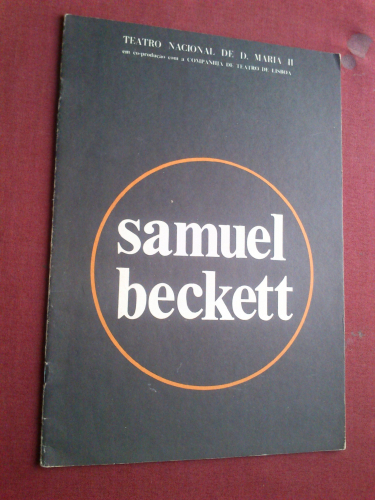 TEATRO NACIONAL DE D. MARIA II
em co-produção com a COMPANHIA DE TEATRO DE LISBOA
samuel
beckett